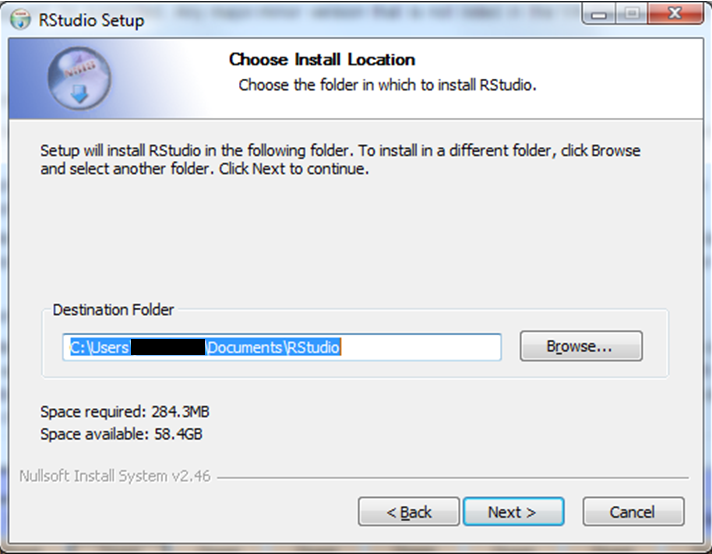 RStudio Setup
Choose Install Location
Choose the folder in which to install RStudio.
Setup will install RStudio in the following folder. To install in a different folder, click Browse
and select another folder. Click Next to continue.
Destination Folder
C:\Users \Documents\RStudio
Browse...
Space required: 284.3MB
Space available: 58.4GB
Nullsoft Install System v2.46
< Back
Next >
Cancel